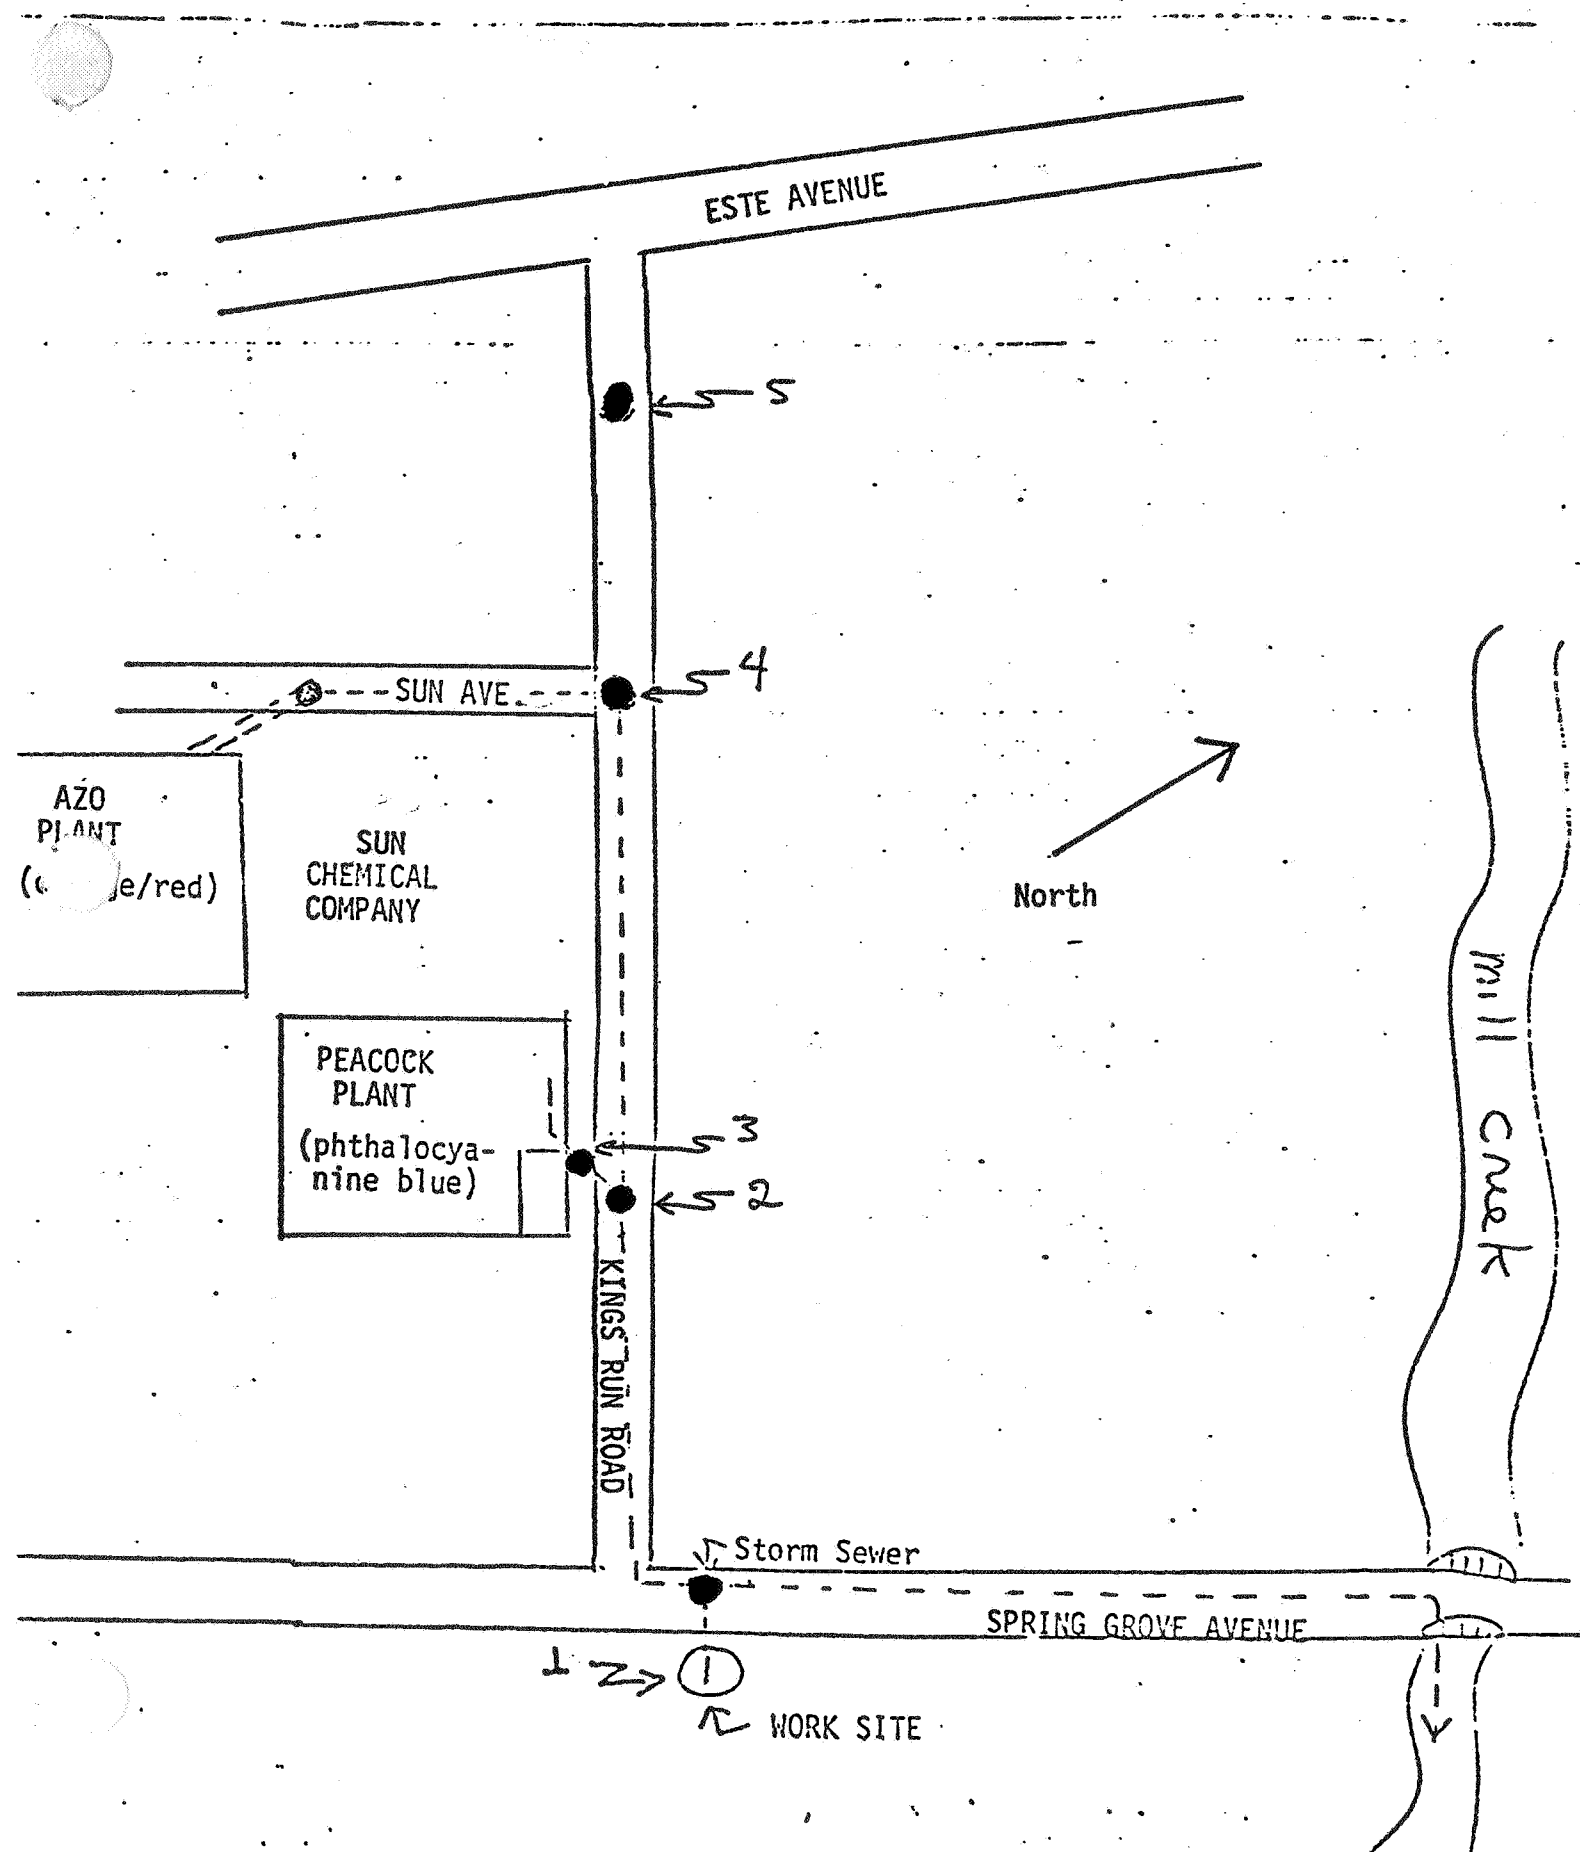 ESTE AVENUE
5
4
SUN AVE.
AZO
PLANT
e/red)
SUN
CHEMICAL
COMPANY
North
Mill Creek
PEACOCK
PLANT
(phthalocya-
nine blue)
3
2
KINGS RUN ROAD
Storm Sewer
SPRING GROVE AVENUE
1
1
WORK SITE